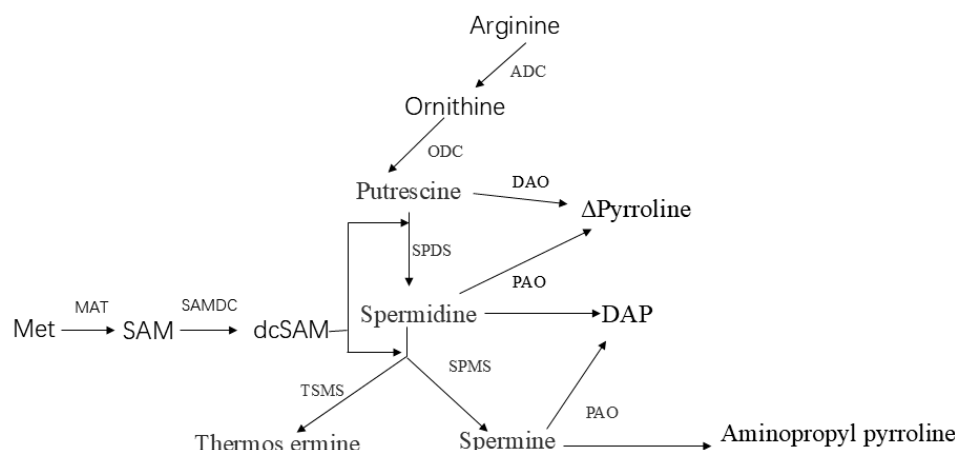 Arginine
ADC
Ornithine
ODC
Putrescine
DAO
ΔPyrroline
SPDS
PAO
Met
MAT
SAM
SAMDC
dcSAM
Spermidine
DAP
TSMS
SPMS
PAO
Thermos ermine
Spermine
Aminopropyl pyrroline